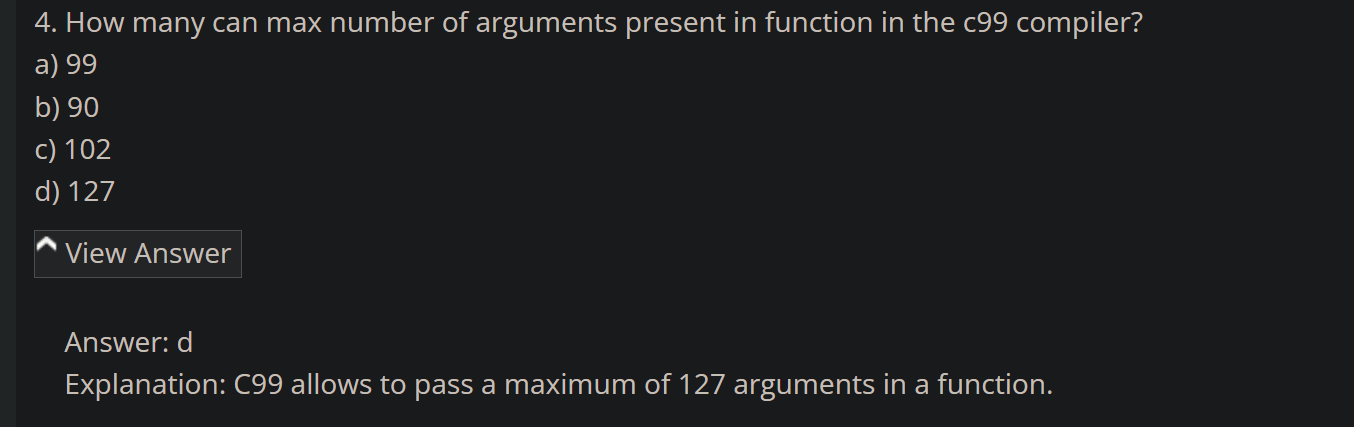 4. How many can max number of arguments present in function in the c99 compiler?
a) 99
b) 90
c) 102
d) 127
View Answer
Answer: d
Explanation: C99 allows to pass a maximum of 127 arguments in a function.